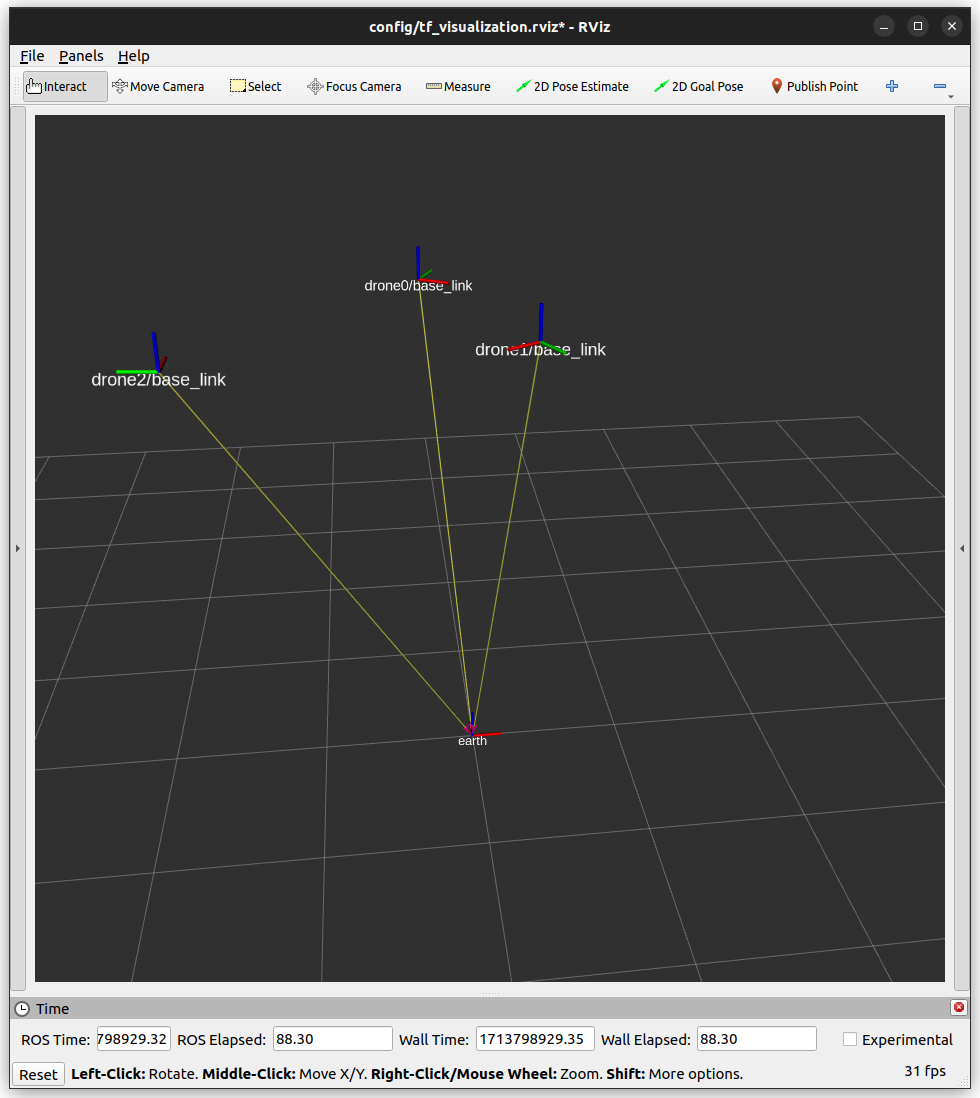 config/tf_visualization.rviz* - RViz
File Panels Help
Interact Move Camera Select Focus Camera Measure 2D Pose Estimate 2D Goal Pose Publish Point
drone0/base_link
drone1/base_link
drone2/base_link
earth
Time
ROS Time: 798929.32 ROS Elapsed: 88.30 Wall Time: 1713798929.35 Wall Elapsed: 88.30 Experimental
Reset Left-Click: Rotate. Middle-Click: Move X/Y. Right-Click/Mouse Wheel: Zoom. Shift: More options. 31 fps